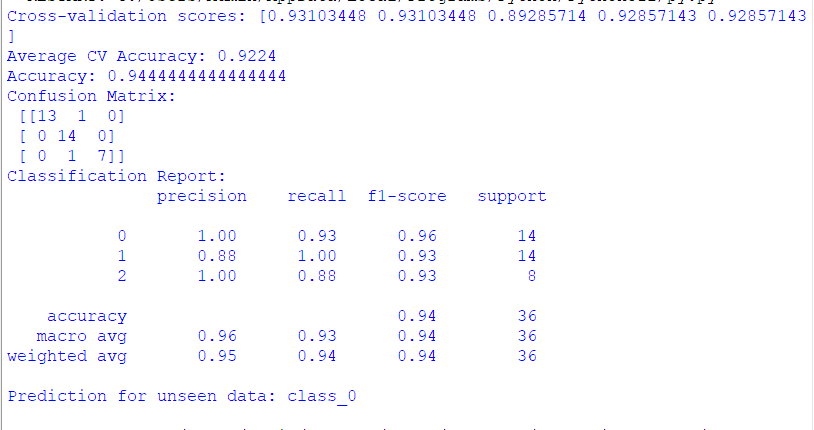 Cross-validation scores: [0.93103448 0.93103448 0.89285714 0.92857143 0.92857143
]
Average CV Accuracy: 0.9224
Accuracy: 0.9444444444444444
Confusion Matrix:
[[13 1 0]
[ 0 14 0]
[ 0 1 7]]
Classification Report:
precision recall f1-score support
0 1.00 0.93 0.96 14
1 0.88 1.00 0.93 14
2 1.00 0.88 0.93 8
accuracy 0.94 36
macro avg 0.96 0.93 0.94 36
weighted avg 0.95 0.94 0.94 36
Prediction for unseen data: class_0